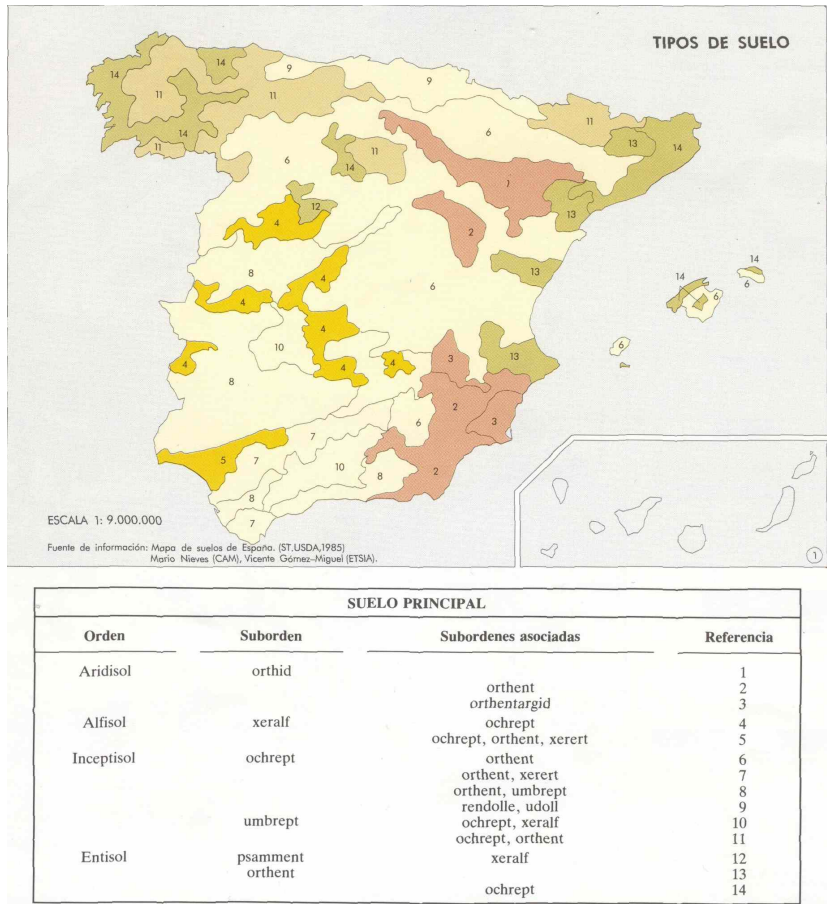 TIPOS DE SUELO
14
14
9
9
11
11
11
14
11
6
11
13
14
6
14
11
1
12
4
2
13
13
14
8
4
6
14
6
6
4
4
10
6
3
13
4
4
4
8
2
3
6
7
5
7
10
8
2
8
7
ESCALA 1: 9.000.000
Fuente de información: Mapa de suelos de España. (ST.USDA,1985)
Mario Nieves (CAM), Vicente Gómez-Miguel (ETSIA).
1
SUELO PRINCIPAL
Orden Suborden Subordenes asociadas Referencia
Aridisol orthid 1
orthent 2
orthentargid 3
Alfisol xeralf ochrept 4
ochrept, orthent, xerert 5
Inceptisol ochrept orthent 6
orthent, xerert 7
orthent, umbrept 8
rendolle, udoll 9
umbrept ochrept, xeralf 10
ochrept, orthent 11
Entisol psamment xeralf 12
orthent 13
ochrept 14